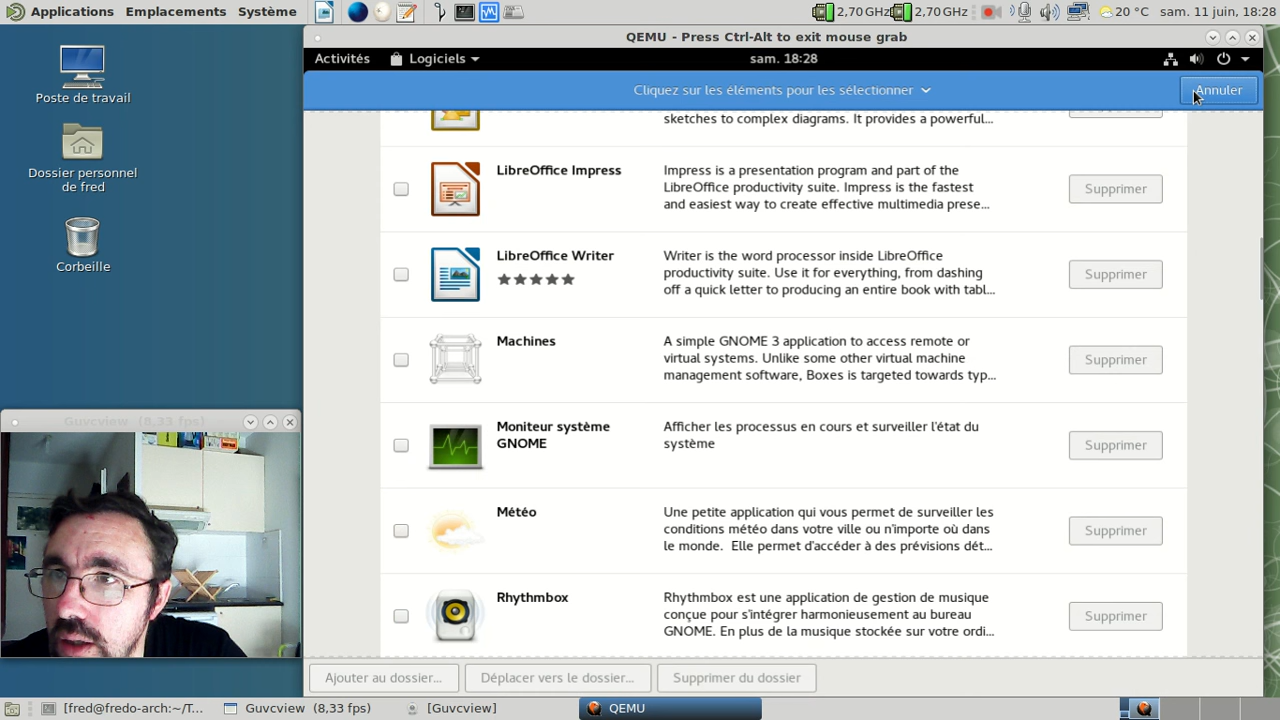 Applications Emplacements Système
2,70 GHz 2,70 GHz 20 °C sam. 11 juin, 18:28
QEMU - Press Ctrl-Alt to exit mouse grab
Activités Logiciels sam. 18:28
Cliquez sur les éléments pour les sélectionner Annuler
Poste de travail
Dossier personnel
de fred
Corbeille
sketches to complex diagrams. It provides a powerful...
LibreOffice Impress
Impress is a presentation program and part of the
LibreOffice productivity suite. Impress is the fastest
and easiest way to create effective multimedia prese...
Supprimer
LibreOffice Writer
Writer is the word processor inside LibreOffice
productivity suite. Use it for everything, from dashing
off a quick letter to producing an entire book with tabl...
Supprimer
Machines
A simple GNOME 3 application to access remote or
virtual systems. Unlike some other virtual machine
management software, Boxes is targeted towards typ...
Supprimer
Moniteur système
GNOME
Afficher les processus en cours et surveiller l'état du
système
Supprimer
Météo
Une petite application qui vous permet de surveiller les
conditions météo dans votre ville ou n'importe où dans
le monde. Elle permet d'accéder à des prévisions dét...
Supprimer
Rhythmbox
Rhythmbox est une application de gestion de musique
conçue pour s'intégrer harmonieusement au bureau
GNOME. En plus de la musique stockée sur votre ordi...
Supprimer
Guvcview (8,33 fps)
Ajouter au dossier... Déplacer vers le dossier... Supprimer du dossier
[fred@fredo-arch:~/T... Guvcview (8,33 fps) [Guvcview] QEMU